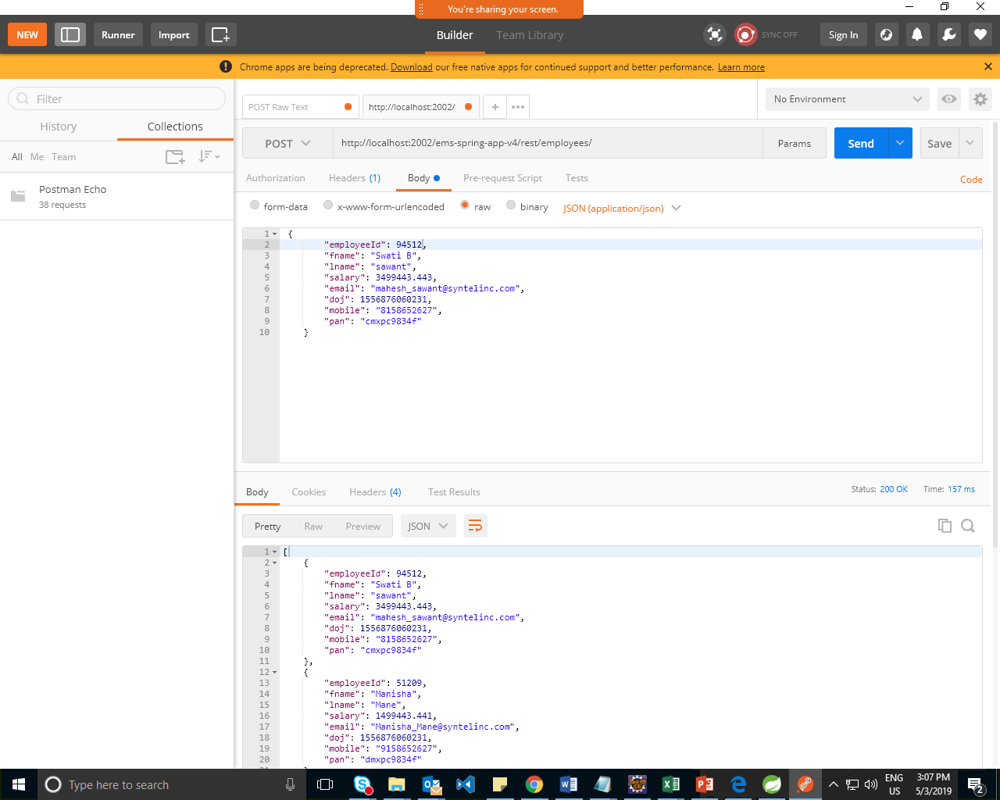 You're sharing your screen.
NEW
Runner
Import
Builder
Team Library
SYNC OFF
Sign In
Chrome apps are being deprecated. Download our free native apps for continued support and better performance. Learn more
Filter
History
Collections
All Me Team
Postman Echo
38 requests
POST Raw Text
http://localhost:2002/
No Environment
POST
http://localhost:2002/ems-spring-app-v4/rest/employees/
Params
Send
Save
Authorization
Headers (1)
Body
Pre-request Script
Tests
Code
form-data
x-www-form-urlencoded
raw
binary
JSON (application/json)
1 {
2 "employeeId": 94512,
3 "fname": "Swati B",
4 "lname": "sawant",
5 "salary": 3499443.443,
6 "email": "mahesh_sawant@syntelinc.com",
7 "doj": 1556876060231,
8 "mobile": "8158652627",
9 "pan": "cmxpc9834f"
10 }
Body
Cookies
Headers (4)
Test Results
Status: 200 OK
Time: 157 ms
Pretty
Raw
Preview
JSON
1 [
2 {
3 "employeeId": 94512,
4 "fname": "Swati B",
5 "lname": "sawant",
6 "salary": 3499443.443,
7 "email": "mahesh_sawant@syntelinc.com",
8 "doj": 1556876060231,
9 "mobile": "8158652627",
10 "pan": "cmxpc9834f"
11 },
12 {
13 "employeeId": 51209,
14 "fname": "Manisha",
15 "lname": "Mane",
16 "salary": 1499443.441,
17 "email": "Manisha_Mane@syntelinc.com",
18 "doj": 1556876060231,
19 "mobile": "9158652627",
20 "pan": "dmxpc9834f"
Type here to search
ENG
US
3:07 PM
5/3/2019
2